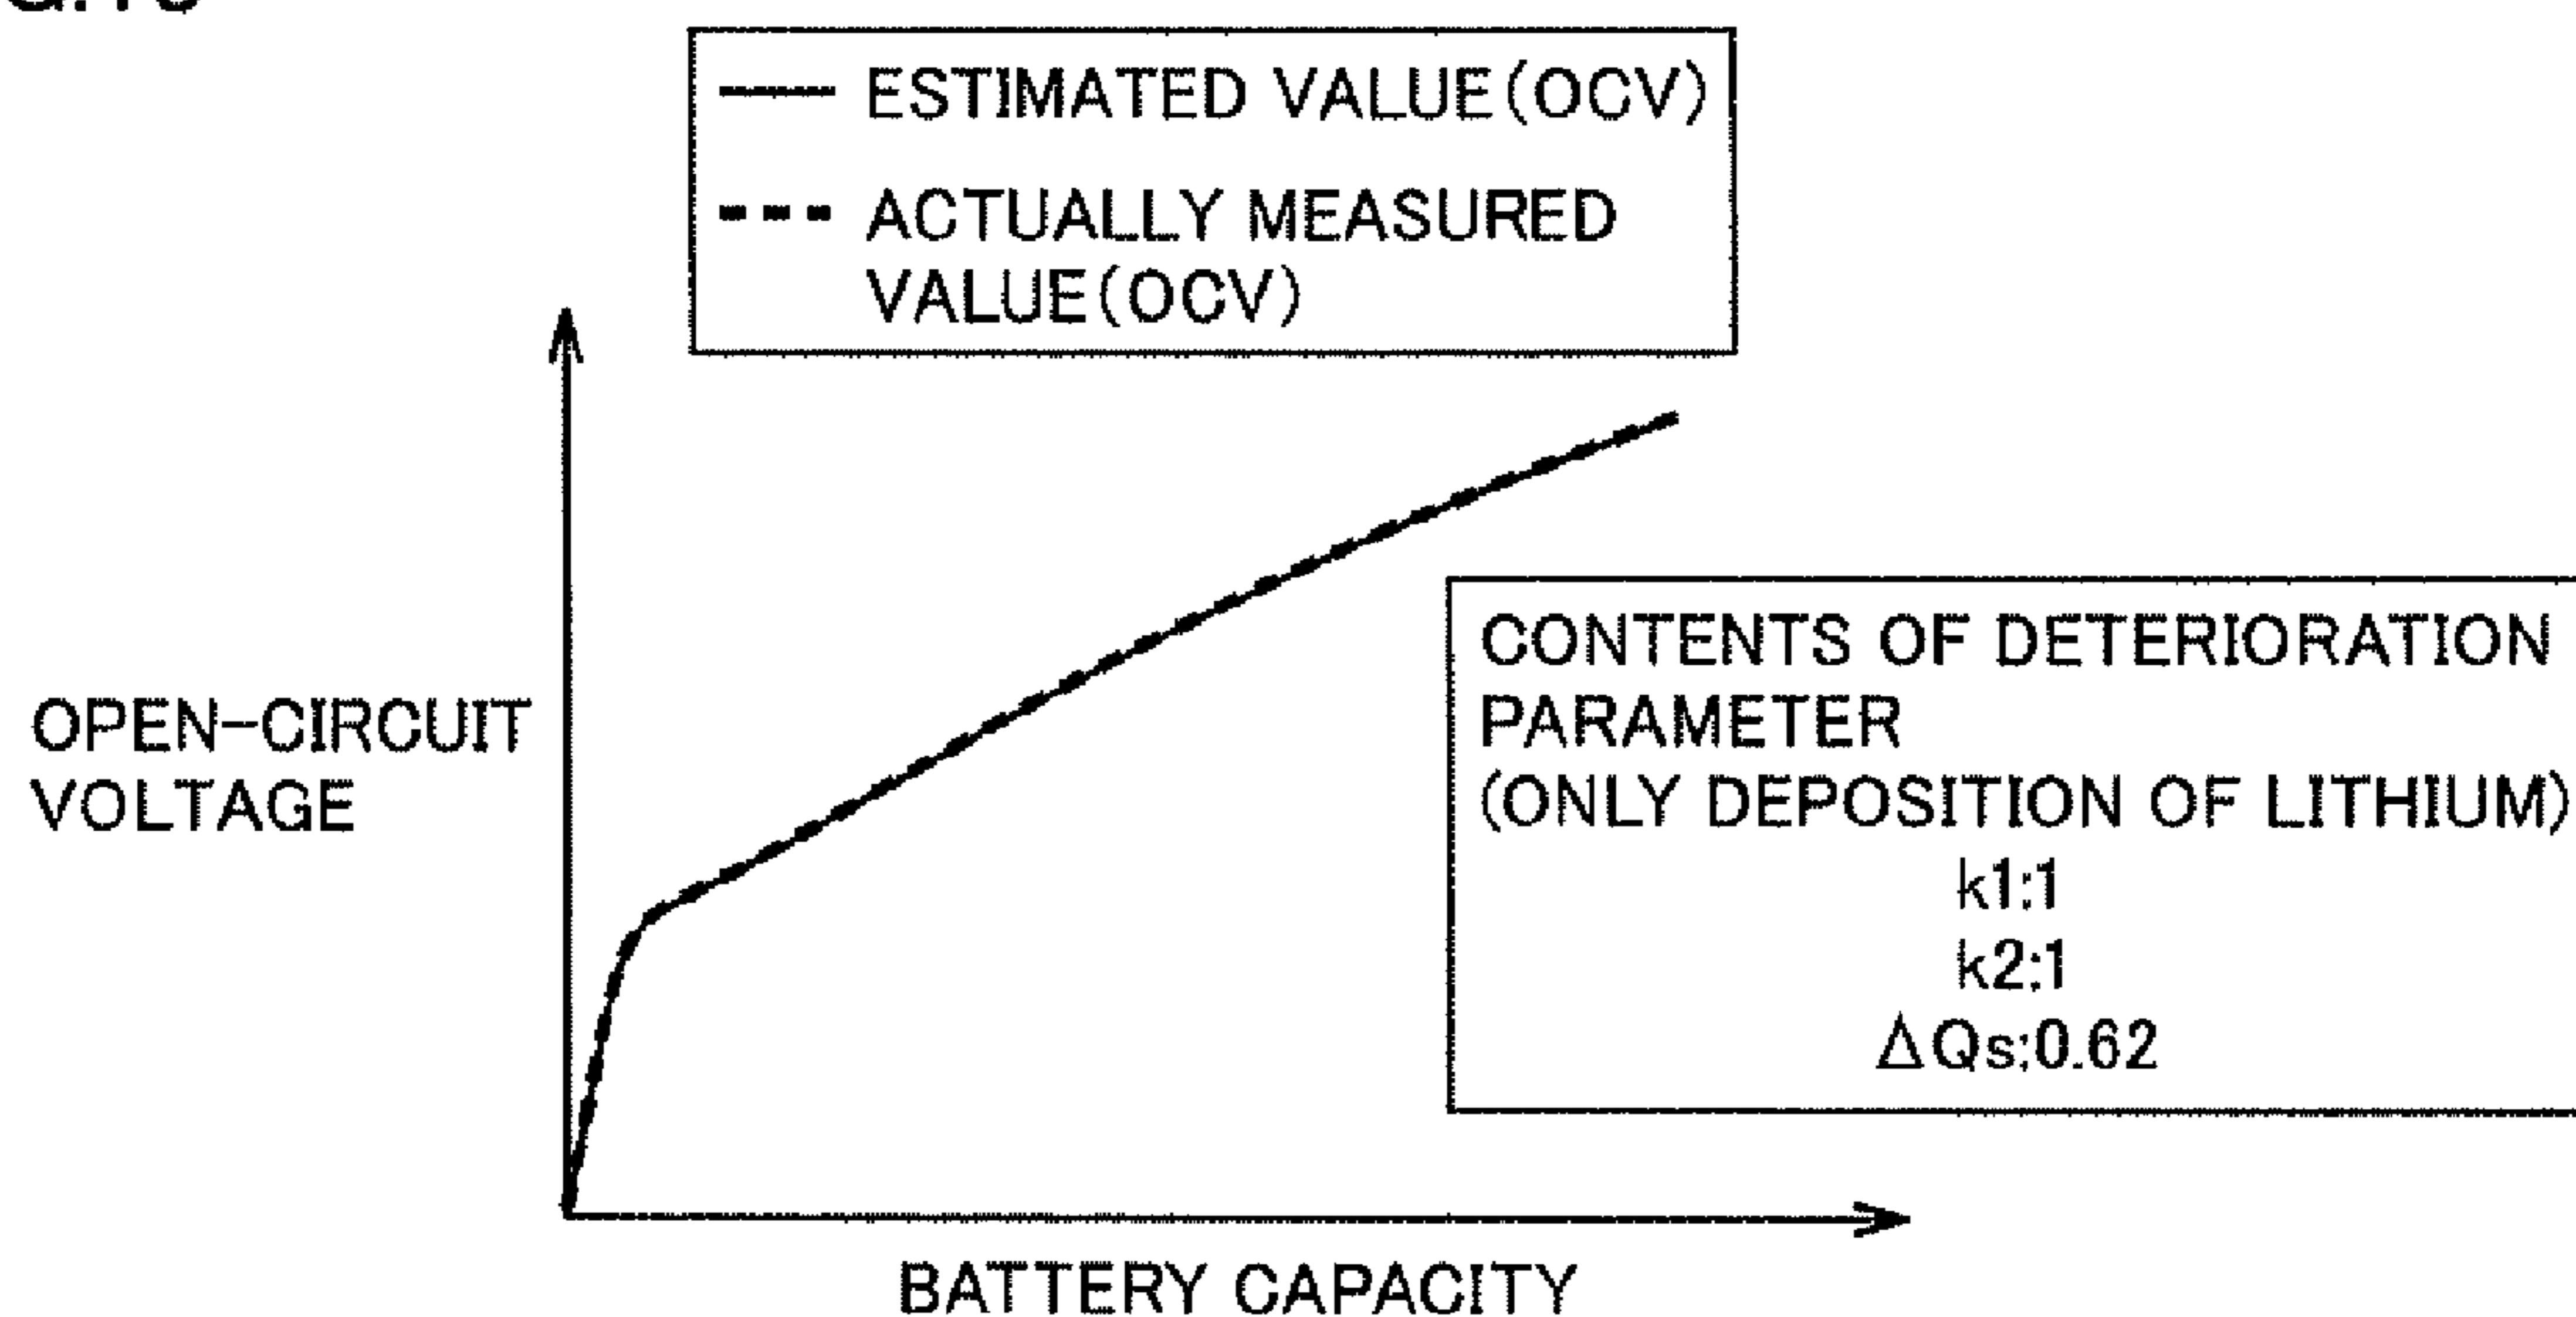 ESTIMATED VALUE(OCV)
ACTUALLY MEASURED
VALUE(OCV)
OPEN-CIRCUIT
VOLTAGE
CONTENTS OF DETERIORATION
PARAMETER
(ONLY DEPOSITION OF LITHIUM)
k1:1
k2:1
ΔQs:0.62
BATTERY CAPACITY